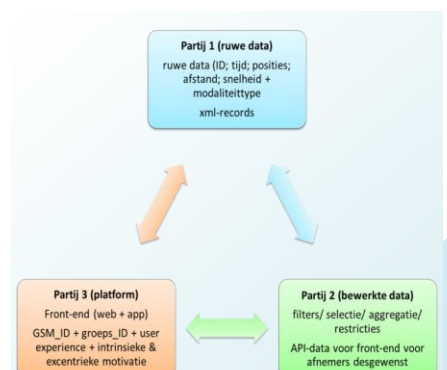 Partij 1 (ruwe data)
ruwe data (ID; tijd; posities;
afstand; snelheid +
modaliteittype
xml-records
Partij 3 (platform)
Front-end (web + app)
GSM_ID + groeps_ID + user
experience + intrinsieke &
excentrieke motivatie
Partij 2 (bewerkte data)
filters/ selectie/ aggregatie/
restricties
API-data voor front-end voor
afnemers desgewenst